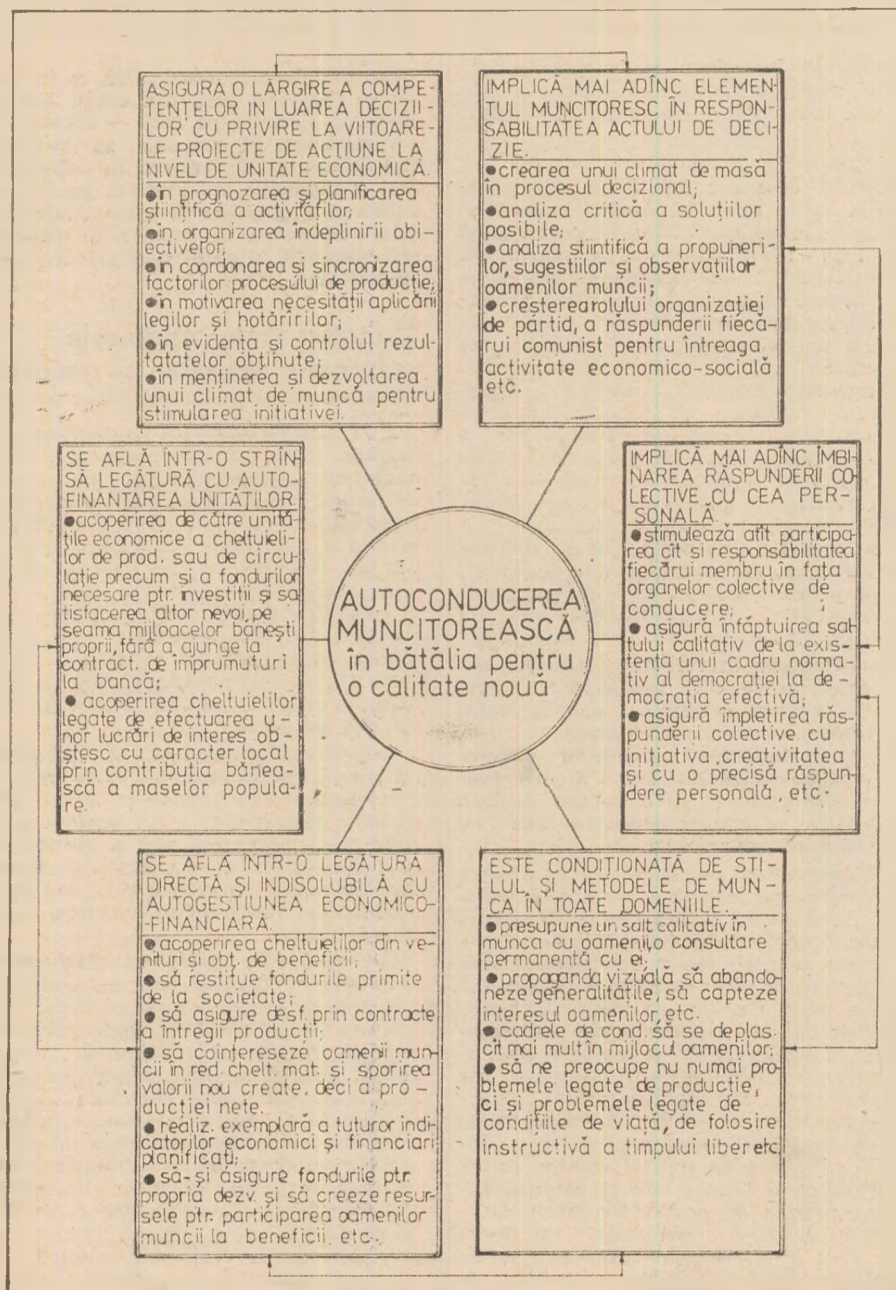 ASIGURĂ O LĂRGIRE A COMPE-
TENȚELOR IN LUAREA DECIZII-
LOR CU PRIVIRE LA VIITOARE-
LE PROIECTE DE ACȚIUNE LA
NIVEL DE UNITATE ECONOMICĂ.
●în prognozarea și planificarea
științifică a activităților;
●în organizarea îndeplinirii obi-
ectivelor;
●în coordonarea si sincronizarea
factorilor procesului de producție;
●în motivarea necesității aplicării
legilor și hotărîrilor;
●în evidența și controlul rezul-
tatatelor obținute;
●în menținerea si dezvoltarea
unui climat de muncă pentru
stimularea initiativei.
IMPLICĂ MAI ADÎNC ELEMEN-
TUL MUNCITORESC ÎN RESPON-
SABILITATEA ACTULUI DE DECI-
ZIE.
●crearea unui climat de masă
în procesul decizional;
●analiza critică a soluțiilor
posibile;
●analiza stiintifică a propuneri-
lor, sugestiilor și observațiilor
oamenilor muncii;
●creșterearolului organizației
de partid, a răspunderii fiecă-
rui comunist pentru întreaga
activitate economico-socială
etc.
SE AFLĂ ÎNTR-O STRÎN-
SĂ LEGĂTURĂ CU AUTO-
FINANTAREA UNITĂȚILOR.
●acoperirea de către unită-
țile economice a cheltuieli-
lor de prod. sau de circu-
lație precum si a fondurilor
necesare ptr. investitii și sa
tisfacerea altor nevoi pe
seama mijloacelor bănești
proprii, fără a ajunge la
contract. de împrumuturi
la bancă;
● acoperirea cheltuielilor
legate de efectuarea u-
nor lucrări de interes ob-
ștesc cu caracter local
prin contributia bănea-
scă a maselor popula-
re.
AUTOCONDUCEREA
MUNCITOREASCĂ
în bătălia pentru
o calitate nouă
IMPLICĂ MAI ADÎNC ÎMBI-
NAREA RĂSPUNDERII CO
LECTIVE CU CEA PER-
SONALĂ.
● stimulează atît participa-
rea cît si responsabilitatea
fiecărui membru în fața
organelor colective de
conducere;
● asigură înfăptuirea sal-
tului calitativ de la exis-
tența unui cadru norma-
tiv al democrației la de-
mocrația efectivă;
●asigură împletirea răs-
punderii colective cu
initiativa, creativitatea
și cu o precisă răspun-
dere personală, etc.
SE AFLĂ ÎNTR-O LEGĂTURĂ
DIRECTĂ ȘI INDISOLUBILĂ CU
AUTOGESTIUNEA ECONOMICO-
-FINANCIARĂ.
● acoperirea cheltuielilor din ve-
nituri si obț. de beneficii;
● să restitue fondurile primite
de la societate;
● să asigure desf. prin contracte
a întregii productii;
● să cointereseze oamenii mun-
cii în red. chelt. mat. și sporirea
valorii nou create, deci a pro-
ducției nete.
● realiz. exemplară a tuturor indi-
catorilor economici și financiari
planificați;
● să-și asigure fondurile ptr.
propria dezv. și să creeze resur-
sele ptr. participarea oamenilor
muncii la beneficii, etc.
ESTE CONDIȚIONATĂ DE STI-
LUL ȘI METODELE DE MUN-
CA ÎN TOATE DOMENIILE.
●presupune un salt calitativ în
munca cu oamenii,o consultare
permanentă cu ei;
●propaganda vizuală să abando-
neze generalitățile, să capteze
interesul oamenilor, etc.
●cadrele de cond. să se deplas.
cît mai mult în mijlocul oamenilor;
● să ne preocupe nu numai pro
blemele legate de producție,
ci și problemele legate de
condițiile de viață, de folosire
instructivă a timpului liber etc.